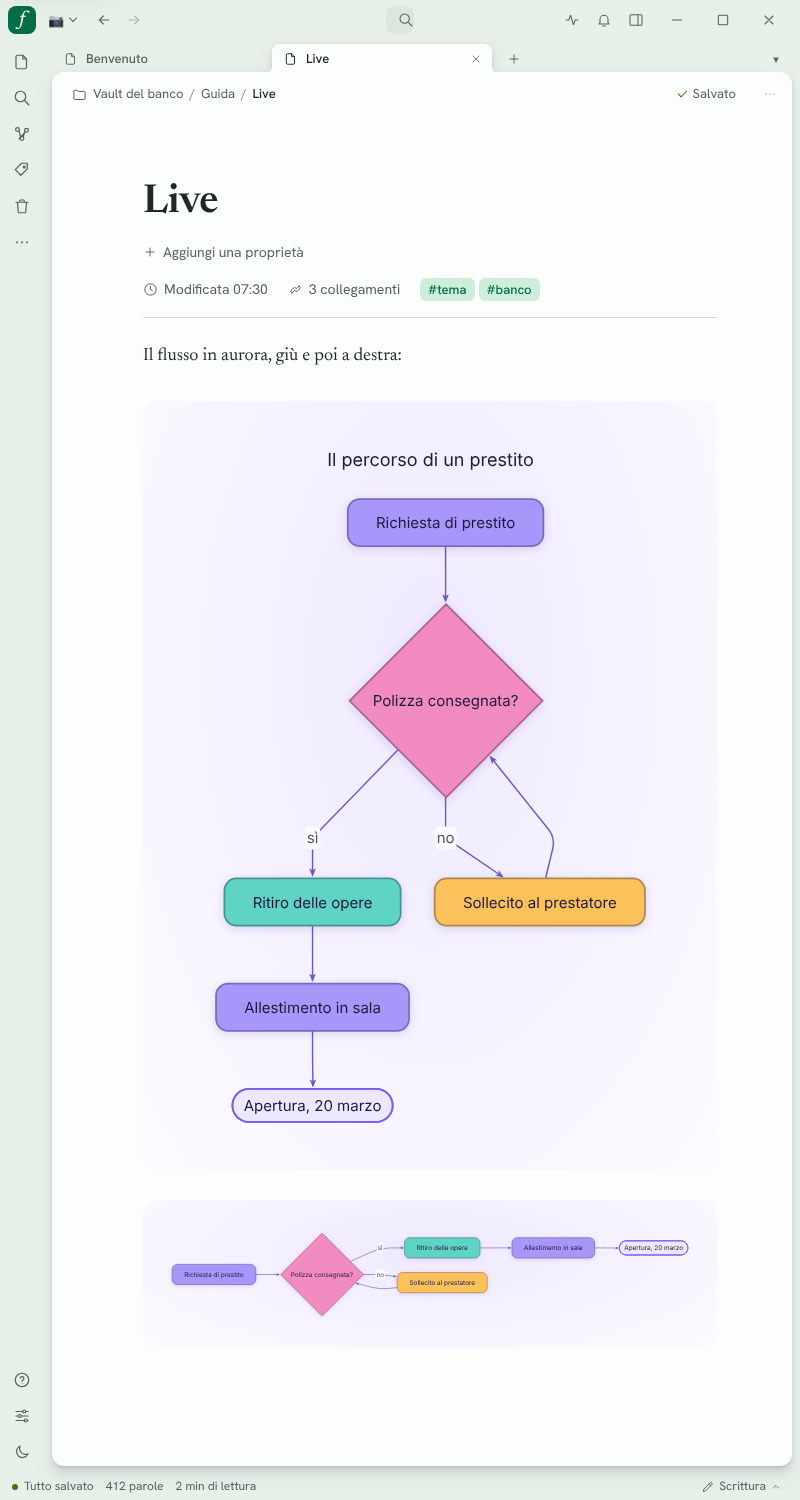 f
Benvenuto
Live
Vault del banco / Guida / Live
Salvato
Live
Aggiungi una proprietà
Modificata 07:30
3 collegamenti
#tema
#banco
Il flusso in aurora, giù e poi a destra:
Il percorso di un prestito
Richiesta di prestito
Polizza consegnata?
sì
no
Ritiro delle opere
Sollecito al prestatore
Allestimento in sala
Apertura, 20 marzo
Richiesta di prestito
Polizza consegnata?
sì
no
Ritiro delle opere
Sollecito al prestatore
Allestimento in sala
Apertura, 20 marzo
Tutto salvato
412 parole
2 min di lettura
Scrittura